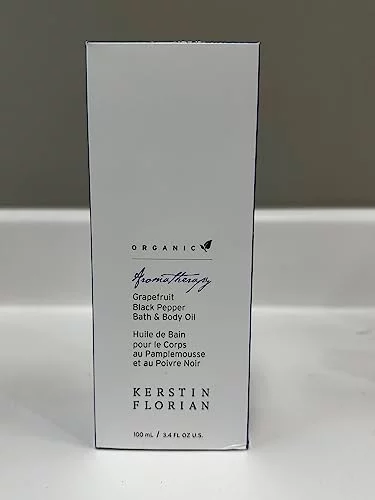 ORGANIC
Aromatherapy
Grapefruit
Black Pepper
Bath & Body Oil
Huile de Bain
pour le Corps
au Pamplemousse
et au Poivre Noir
KERSTIN
FLORIAN
100 mL / 3.4 FL OZ U.S.